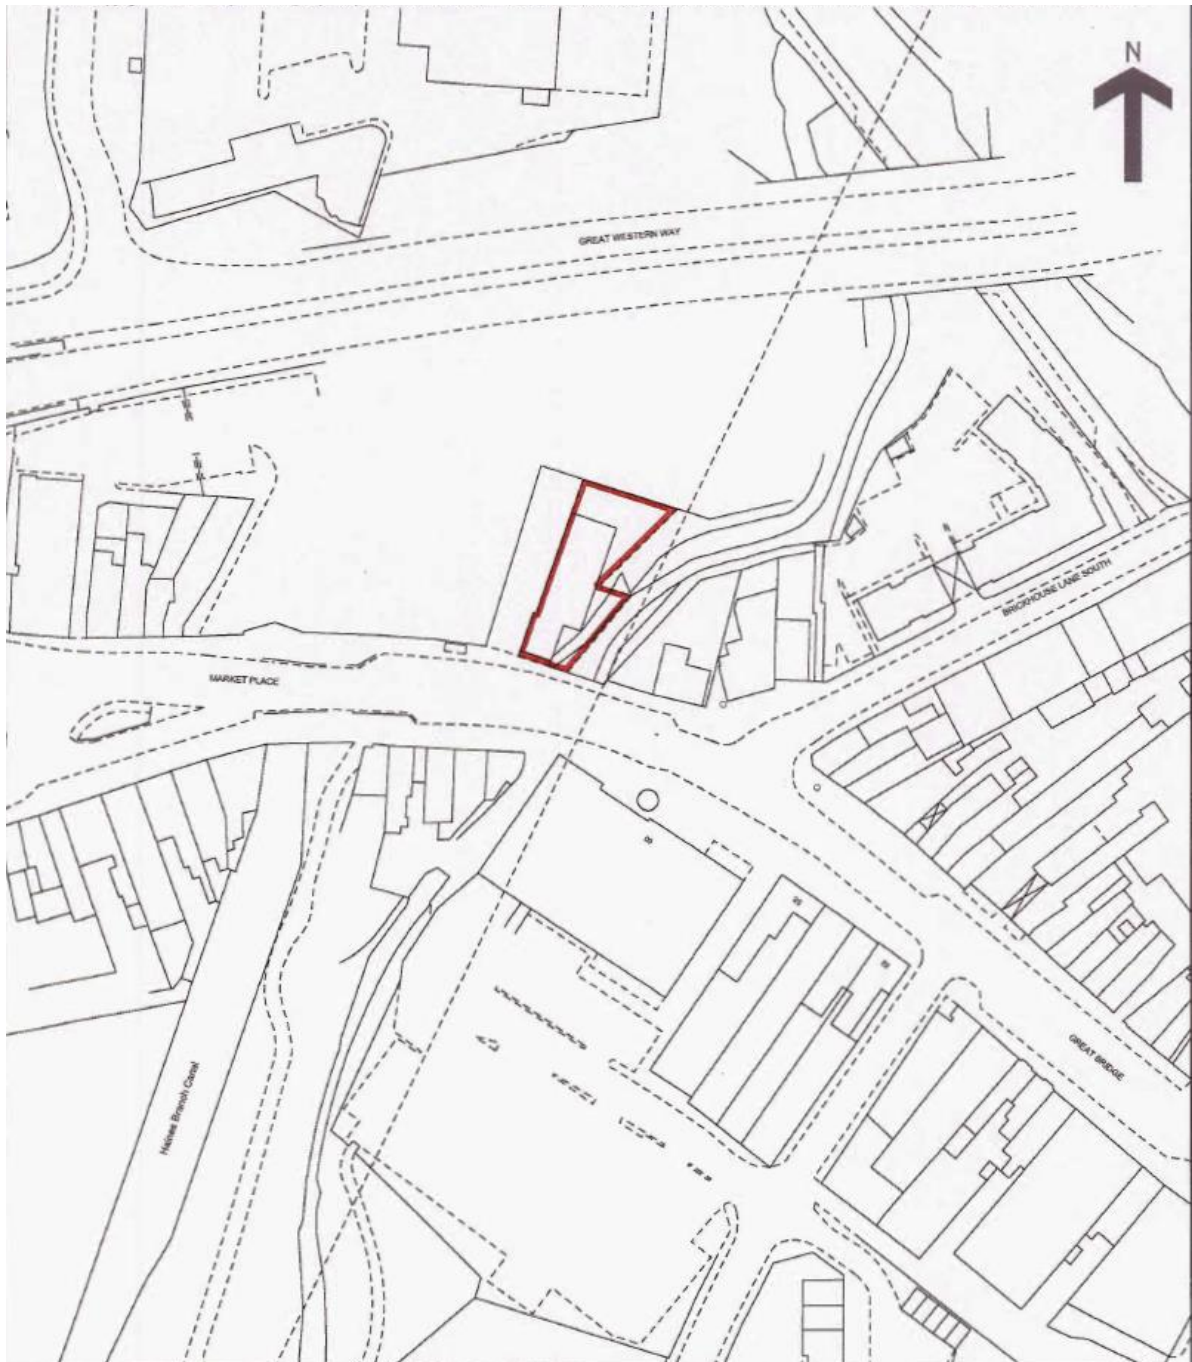 N
GREAT WESTERN WAY
BRICKHOUSE LANE SOUTH
MARKET PLACE
GREAT BRIDGE
Haines Branch Canal